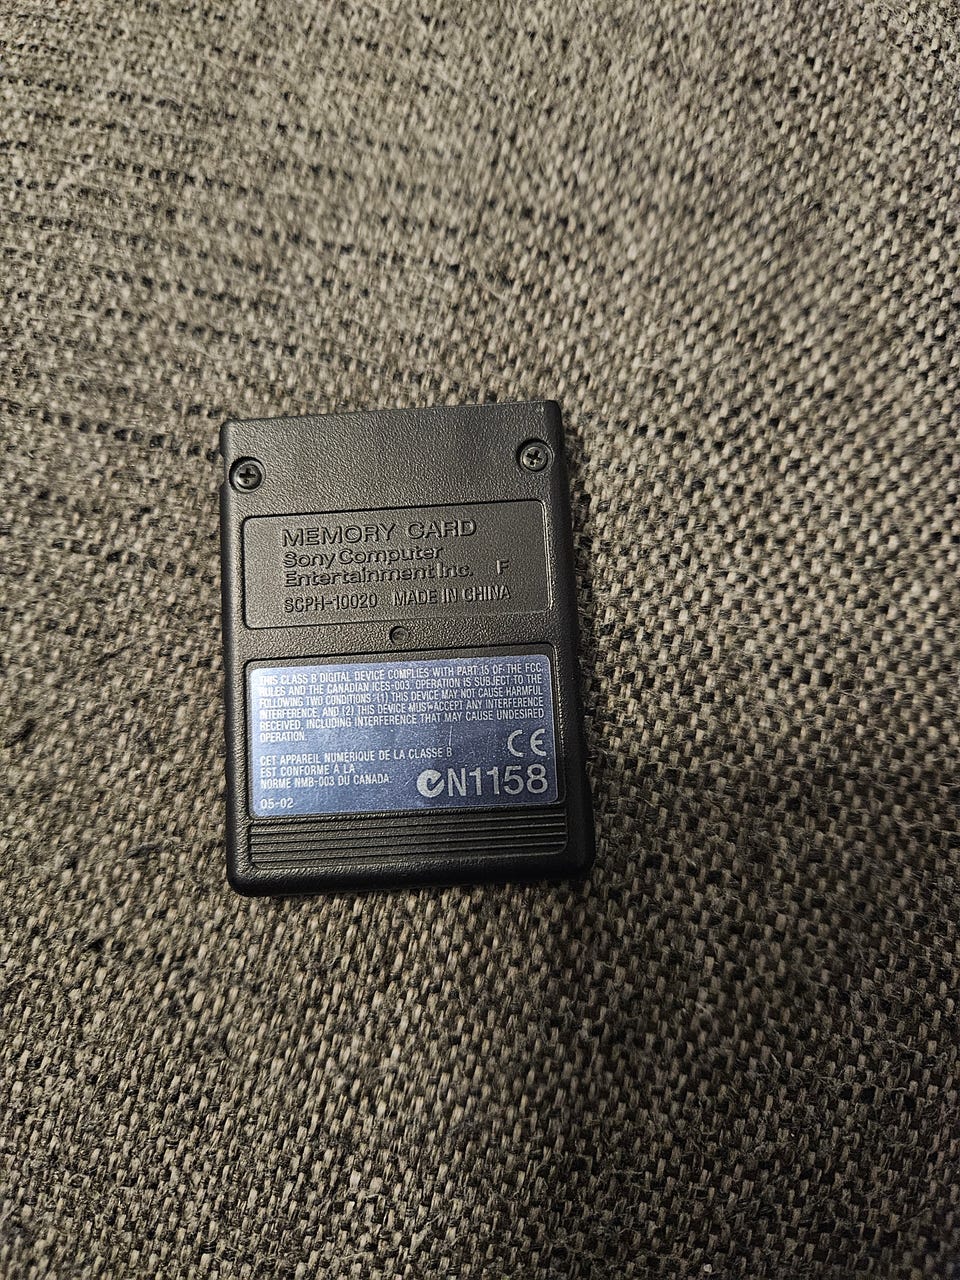 MEMORY CARD
Sony Computer
Entertainment Inc. F
SCPH-10020 MADE IN CHINA
THIS CLASS B DIGITAL DEVICE COMPLIES WITH PART 15 OF THE FCC
RULES AND THE CANADIAN ICES-003. OPERATION IS SUBJECT TO THE
FOLLOWING TWO CONDITIONS: (1) THIS DEVICE MAY NOT CAUSE HARMFUL
INTERFERENCE, AND (2) THIS DEVICE MUST ACCEPT ANY INTERFERENCE
RECEIVED, INCLUDING INTERFERENCE THAT MAY CAUSE UNDESIRED
OPERATION.
CET APPAREIL NUMÉRIQUE DE LA CLASSE B
EST CONFORME À LA
NORME NMB-003 DU CANADA.
CE
N1158
05-02